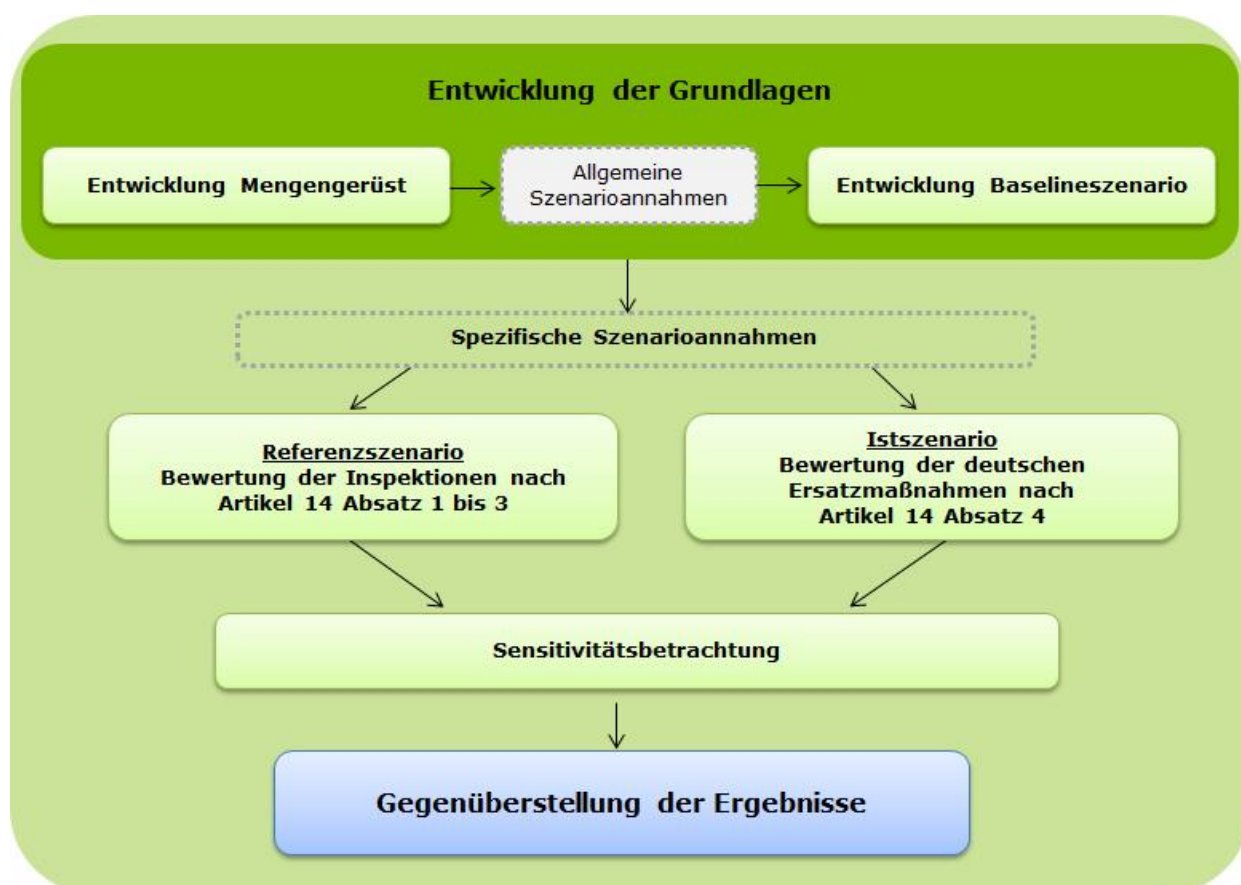 Entwicklung der Grundlagen
Entwicklung Mengengerüst
Allgemeine
Szenarioannahmen
Entwicklung Baselineszenario
Spezifische Szenarioannahmen
Referenzszenario
Bewertung der Inspektionen nach
Artikel 14 Absatz 1 bis 3
Istszenario
Bewertung der deutschen
Ersatzmaßnahmen nach
Artikel 14 Absatz 4
Sensitivitätsbetrachtung
Gegenüberstellung der Ergebnisse